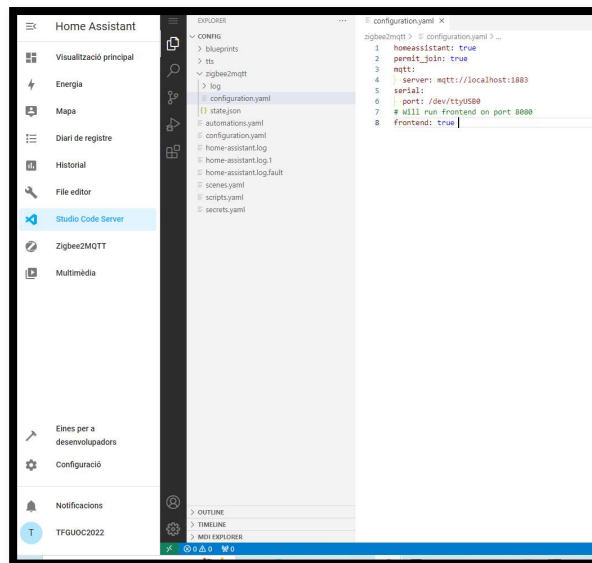 Home Assistant
Visualització principal
Energia
Mapa
Diari de registre
Historial
File editor
Studio Code Server
Zigbee2MQTT
Multimèdia
Eines per a
desenvolupadors
Configuració
Notificacions
T
TFGUOC2022
EXPLORER
...
CONFIG
blueprints
tts
zigbee2mqtt
log
configuration.yaml
{} state.json
automations.yaml
configuration.yaml
home-assistant.log
home-assistant.log.1
home-assistant.log.fault
scenes.yaml
scripts.yaml
secrets.yaml
OUTLINE
TIMELINE
MDI EXPLORER
0 0 0
configuration.yaml
zigbee2mqtt > configuration.yaml > ...
1 homeassistant: true
2 permit_join: true
3 mqtt:
4 server: mqtt://localhost:1883
5 serial:
6 port: /dev/ttyUSB0
7 # Will run frontend on port 8080
8 frontend: true